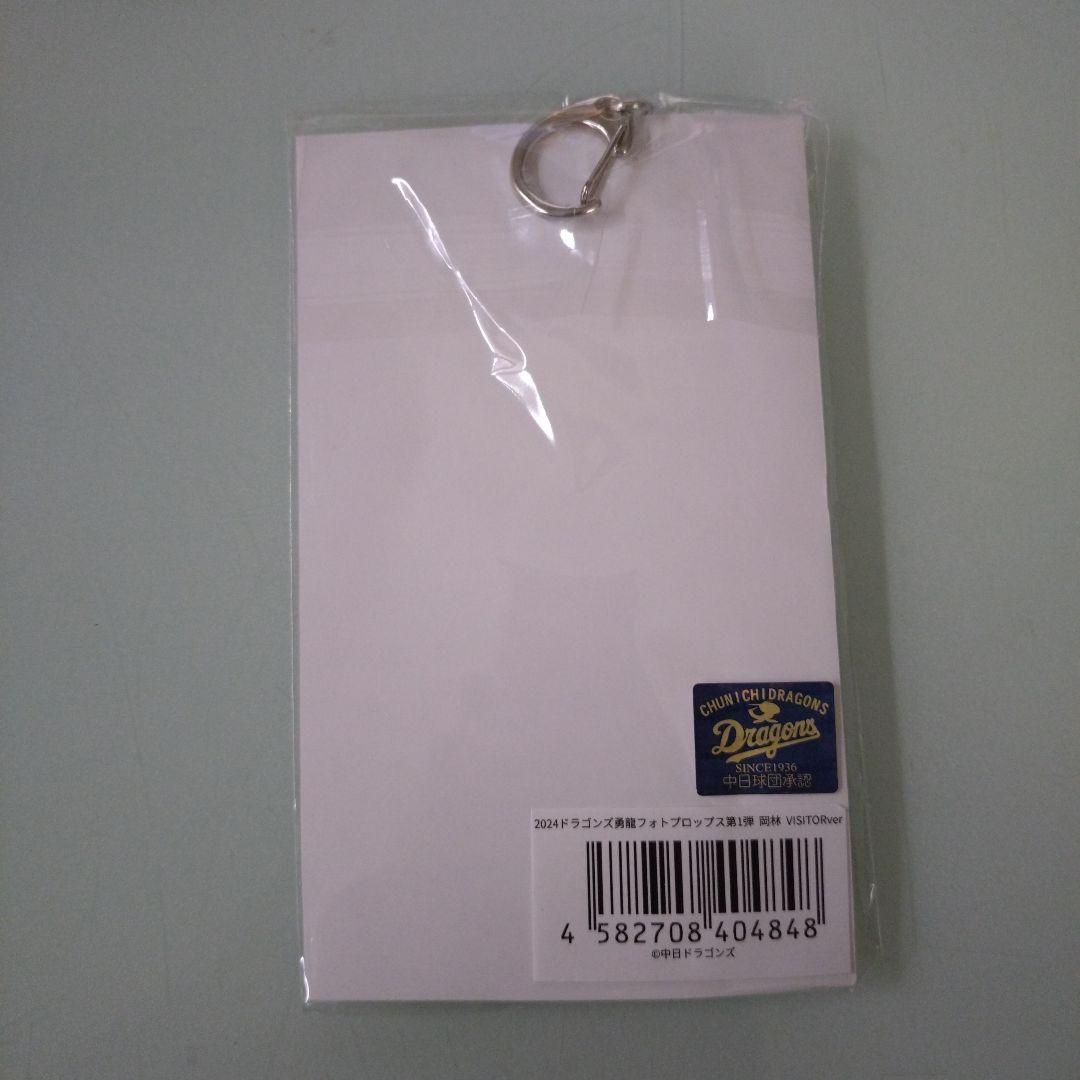 CHUNICHI DRAGONS
Dragons
SINCE1936
中日球団承認
2024ドラゴンズ勇龍フォトプロップス第1弾 岡林 VISITORver
4 582708 404848
©中日ドラゴンズ